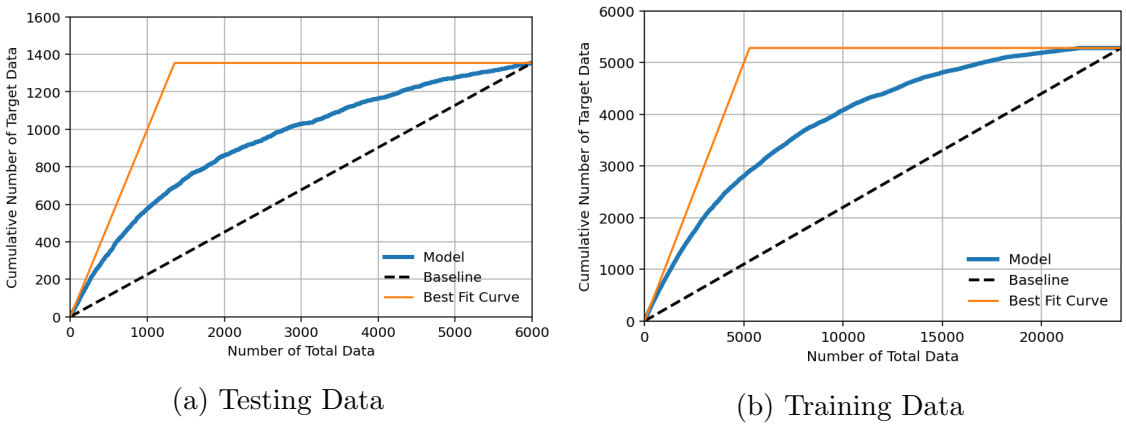 1600
1400
1200
1000
800
600
400
200
0
Cumulative Number of Target Data
Model
Baseline
Best Fit Curve
0 1000 2000 3000 4000 5000 6000
Number of Total Data
(a) Testing Data
6000
5000
4000
3000
2000
1000
0
Cumulative Number of Target Data
Model
Baseline
Best Fit Curve
0 5000 10000 15000 20000
Number of Total Data
(b) Training Data